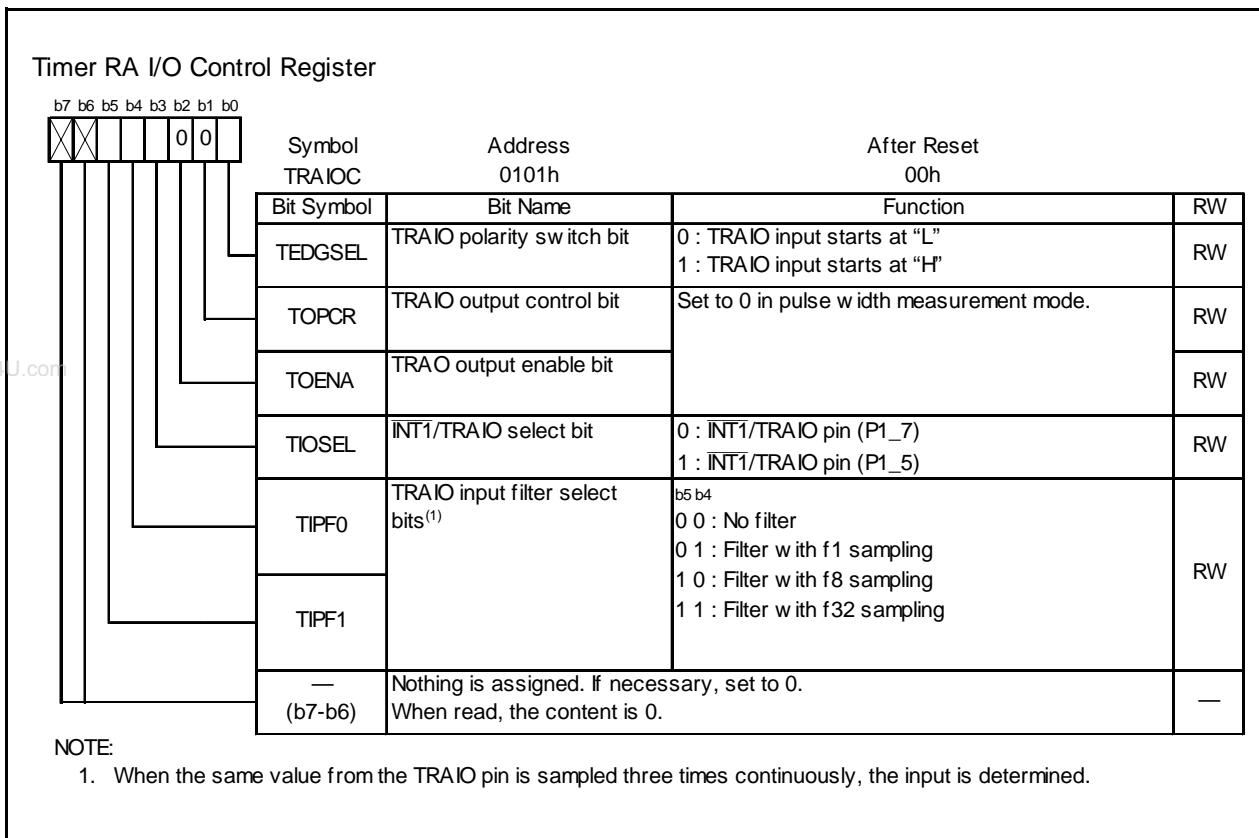 Timer RA I/O Control Register
b7 b6 b5 b4 b3 b2 b1 b0
0 0
Symbol Address After Reset
TRAIOC 0101h 00h
Bit Symbol Bit Name Function RW
TEDGSEL TRAIO polarity switch bit 0 : TRAIO input starts at “L” RW
1 : TRAIO input starts at “H”
TOPCR TRAIO output control bit Set to 0 in pulse width measurement mode. RW
TOENA TRAO output enable bit RW
TIOSEL INT1/TRAIO select bit 0 : INT1/TRAIO pin (P1_7) RW
1 : INT1/TRAIO pin (P1_5)
TIPF0 TRAIO input filter select b5 b4
bits(1) 0 0 : No filter
0 1 : Filter with f1 sampling
1 0 : Filter with f8 sampling RW
TIPF1 1 1 : Filter with f32 sampling
— Nothing is assigned. If necessary, set to 0. —
(b7-b6) When read, the content is 0.
NOTE:
1. When the same value from the TRAIO pin is sampled three times continuously, the input is determined.
U.com